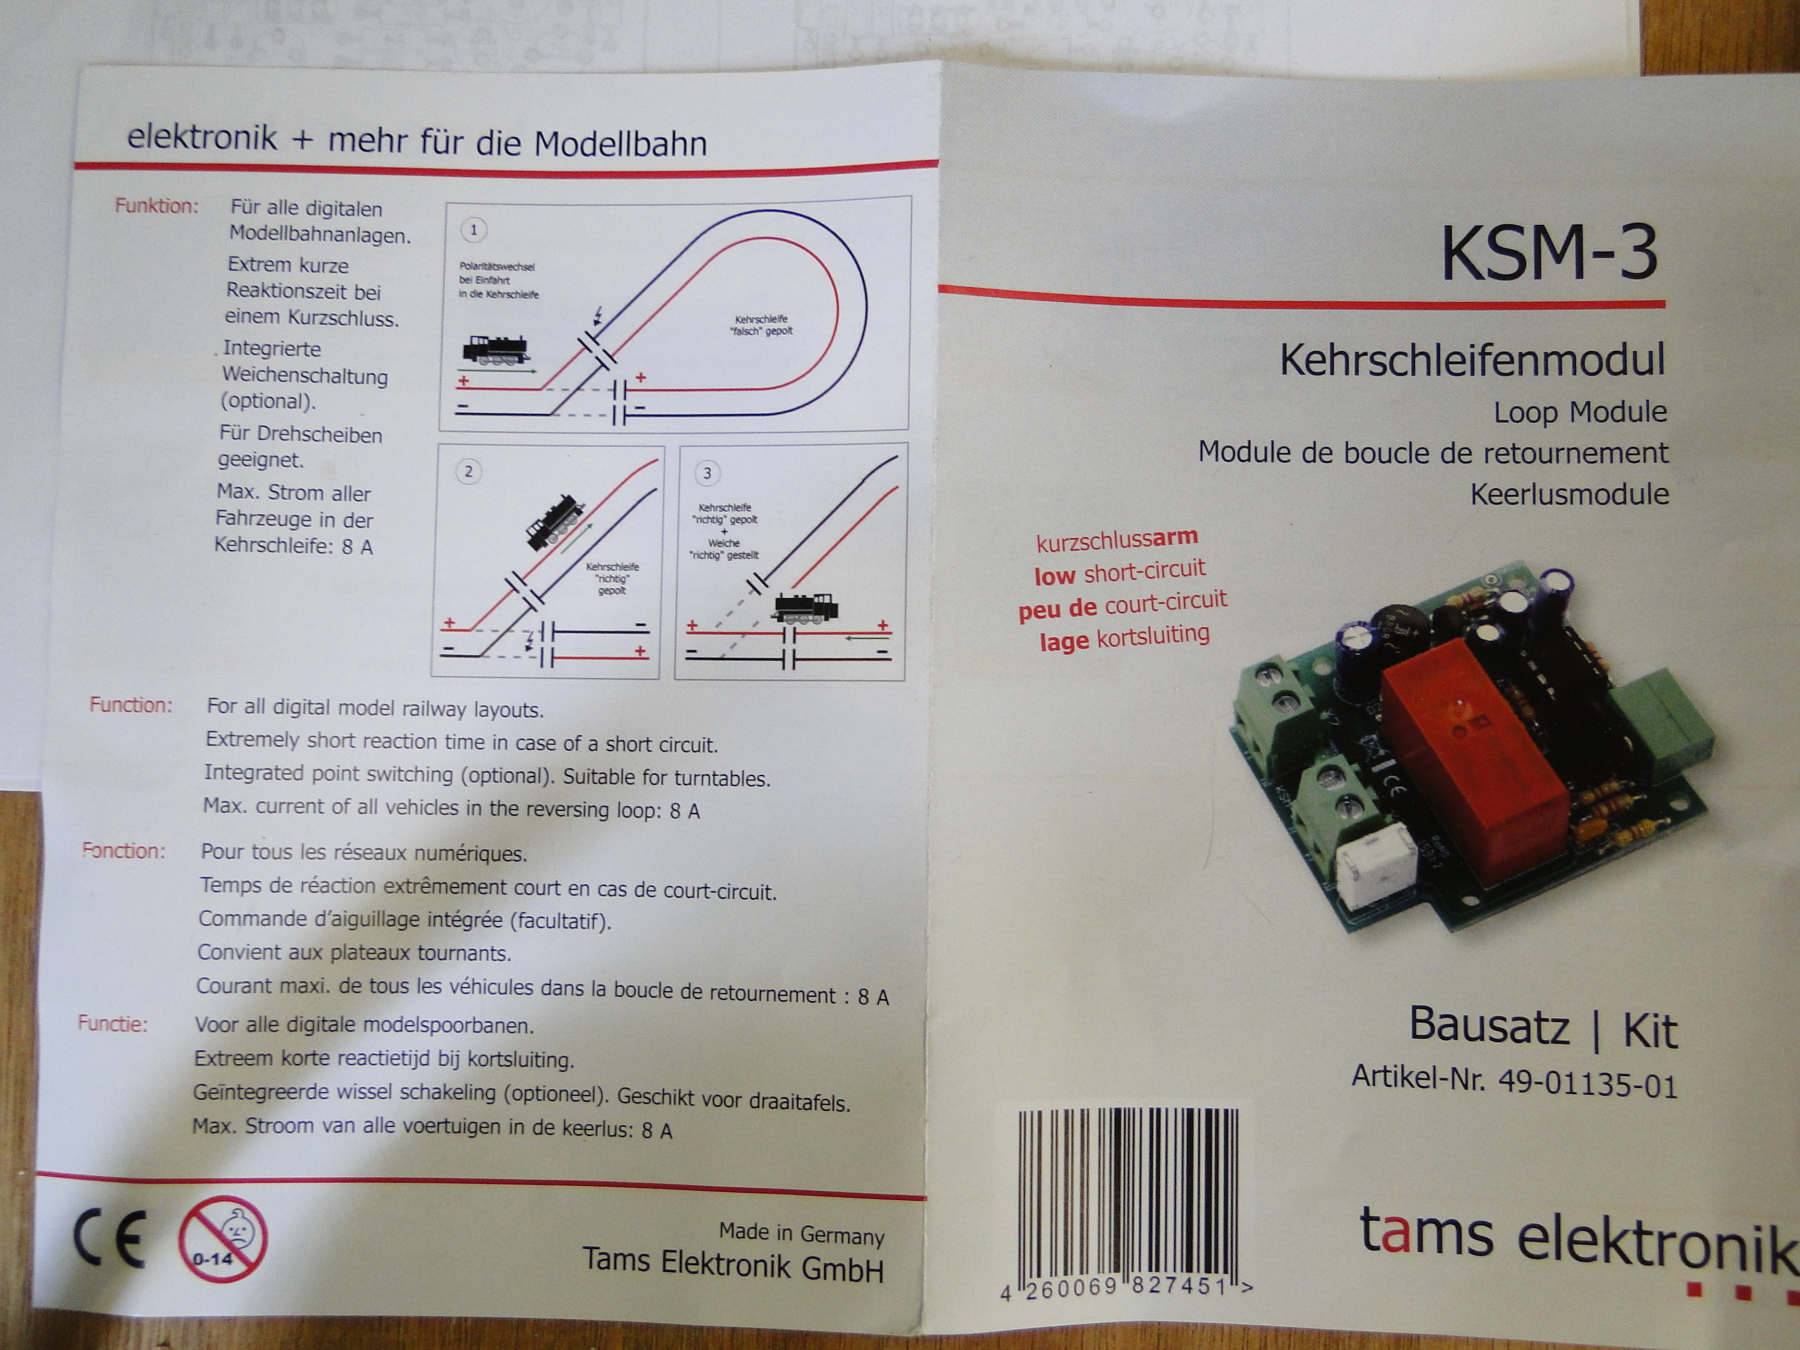 elektronik + mehr für die Modellbahn
Funktion:
Für alle digitalen
Modellbahnanlagen.
Extrem kurze
Reaktionszeit bei
einem Kurzschluss.
Integrierte
Weichenschaltung
(optional).
Für Drehscheiben
geeignet.
Max. Strom aller
Fahrzeuge in der
Kehrschleife: 8 A
1
Polaritätswechsel
bei Einfahrt
in die Kehrschleife
Kehrschleife
"falsch" gepolt
+
−
+
−
2
Kehrschleife
"richtig"
gepolt
+
−
−
+
3
Kehrschleife
"richtig" gepolt
+
Weiche
"richtig" gestellt
+
−
+
−
Function: For all digital model railway layouts.
Extremely short reaction time in case of a short circuit.
Integrated point switching (optional). Suitable for turntables.
Max. current of all vehicles in the reversing loop: 8 A
Fonction: Pour tous les réseaux numériques.
Temps de réaction extrêmement court en cas de court-circuit.
Commande d'aiguillage intégrée (facultatif).
Convient aux plateaux tournants.
Courant maxi. de tous les véhicules dans la boucle de retournement : 8 A
Functie: Voor alle digitale modelspoorbanen.
Extreem korte reactietijd bij kortsluiting.
Geïntegreerde wissel schakeling (optioneel). Geschikt voor draaitafels.
Max. Stroom van alle voertuigen in de keerlus: 8 A
CE
0-14
Made in Germany
Tams Elektronik GmbH
KSM-3
Kehrschleifenmodul
Loop Module
Module de boucle de retournement
Keerlusmodule
kurzschlussarm
low short-circuit
peu de court-circuit
lage kortsluiting
CE
Bausatz | Kit
Artikel-Nr. 49-01135-01
4 260069 827451 >
tams elektronik